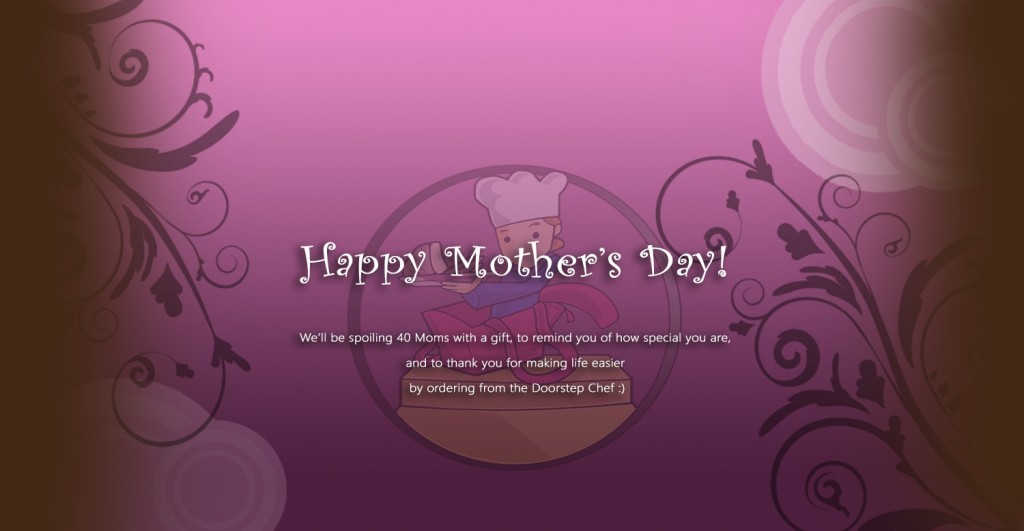 Happy Mother's Day!
We'll be spoiling 40 Moms with a gift, to remind you of how special you are,
and to thank you for making life easier
by ordering from the Doorstep Chef :)